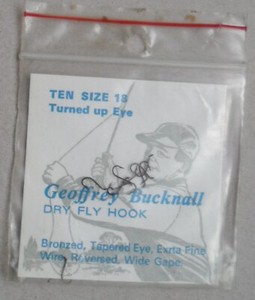 TEN SIZE 18
Turned up Eye
Geoffrey Bucknall
DRY FLY HOOK
Bronzed, Tapered Eye, Exrta Fine
Wire, Reversed, Wide Gape.